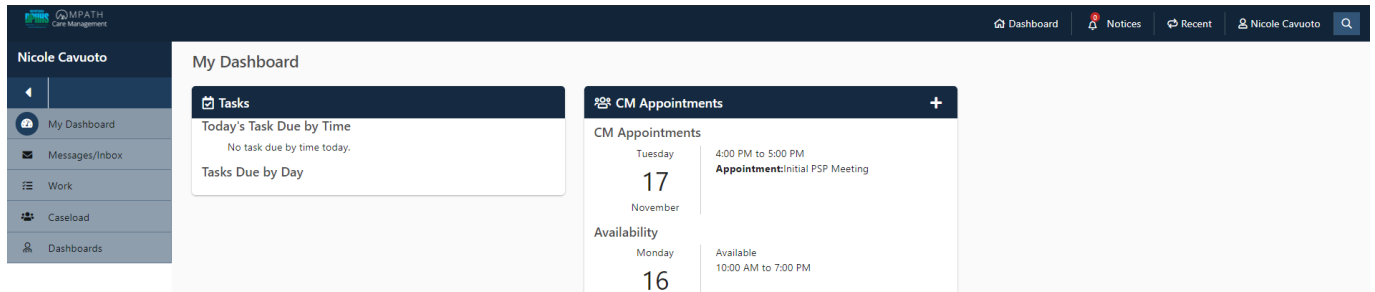 DPHHS
MPATH
Care Management
Dashboard
0
Notices
Recent
Nicole Cavuoto
Nicole Cavuoto
My Dashboard
Messages/Inbox
Work
Caseload
Dashboards
My Dashboard
Tasks
Today's Task Due by Time
No task due by time today.
Tasks Due by Day
CM Appointments
CM Appointments
Tuesday
17
November
4:00 PM to 5:00 PM
Appointment:Initial PSP Meeting
Availability
Monday
16
Available
10:00 AM to 7:00 PM